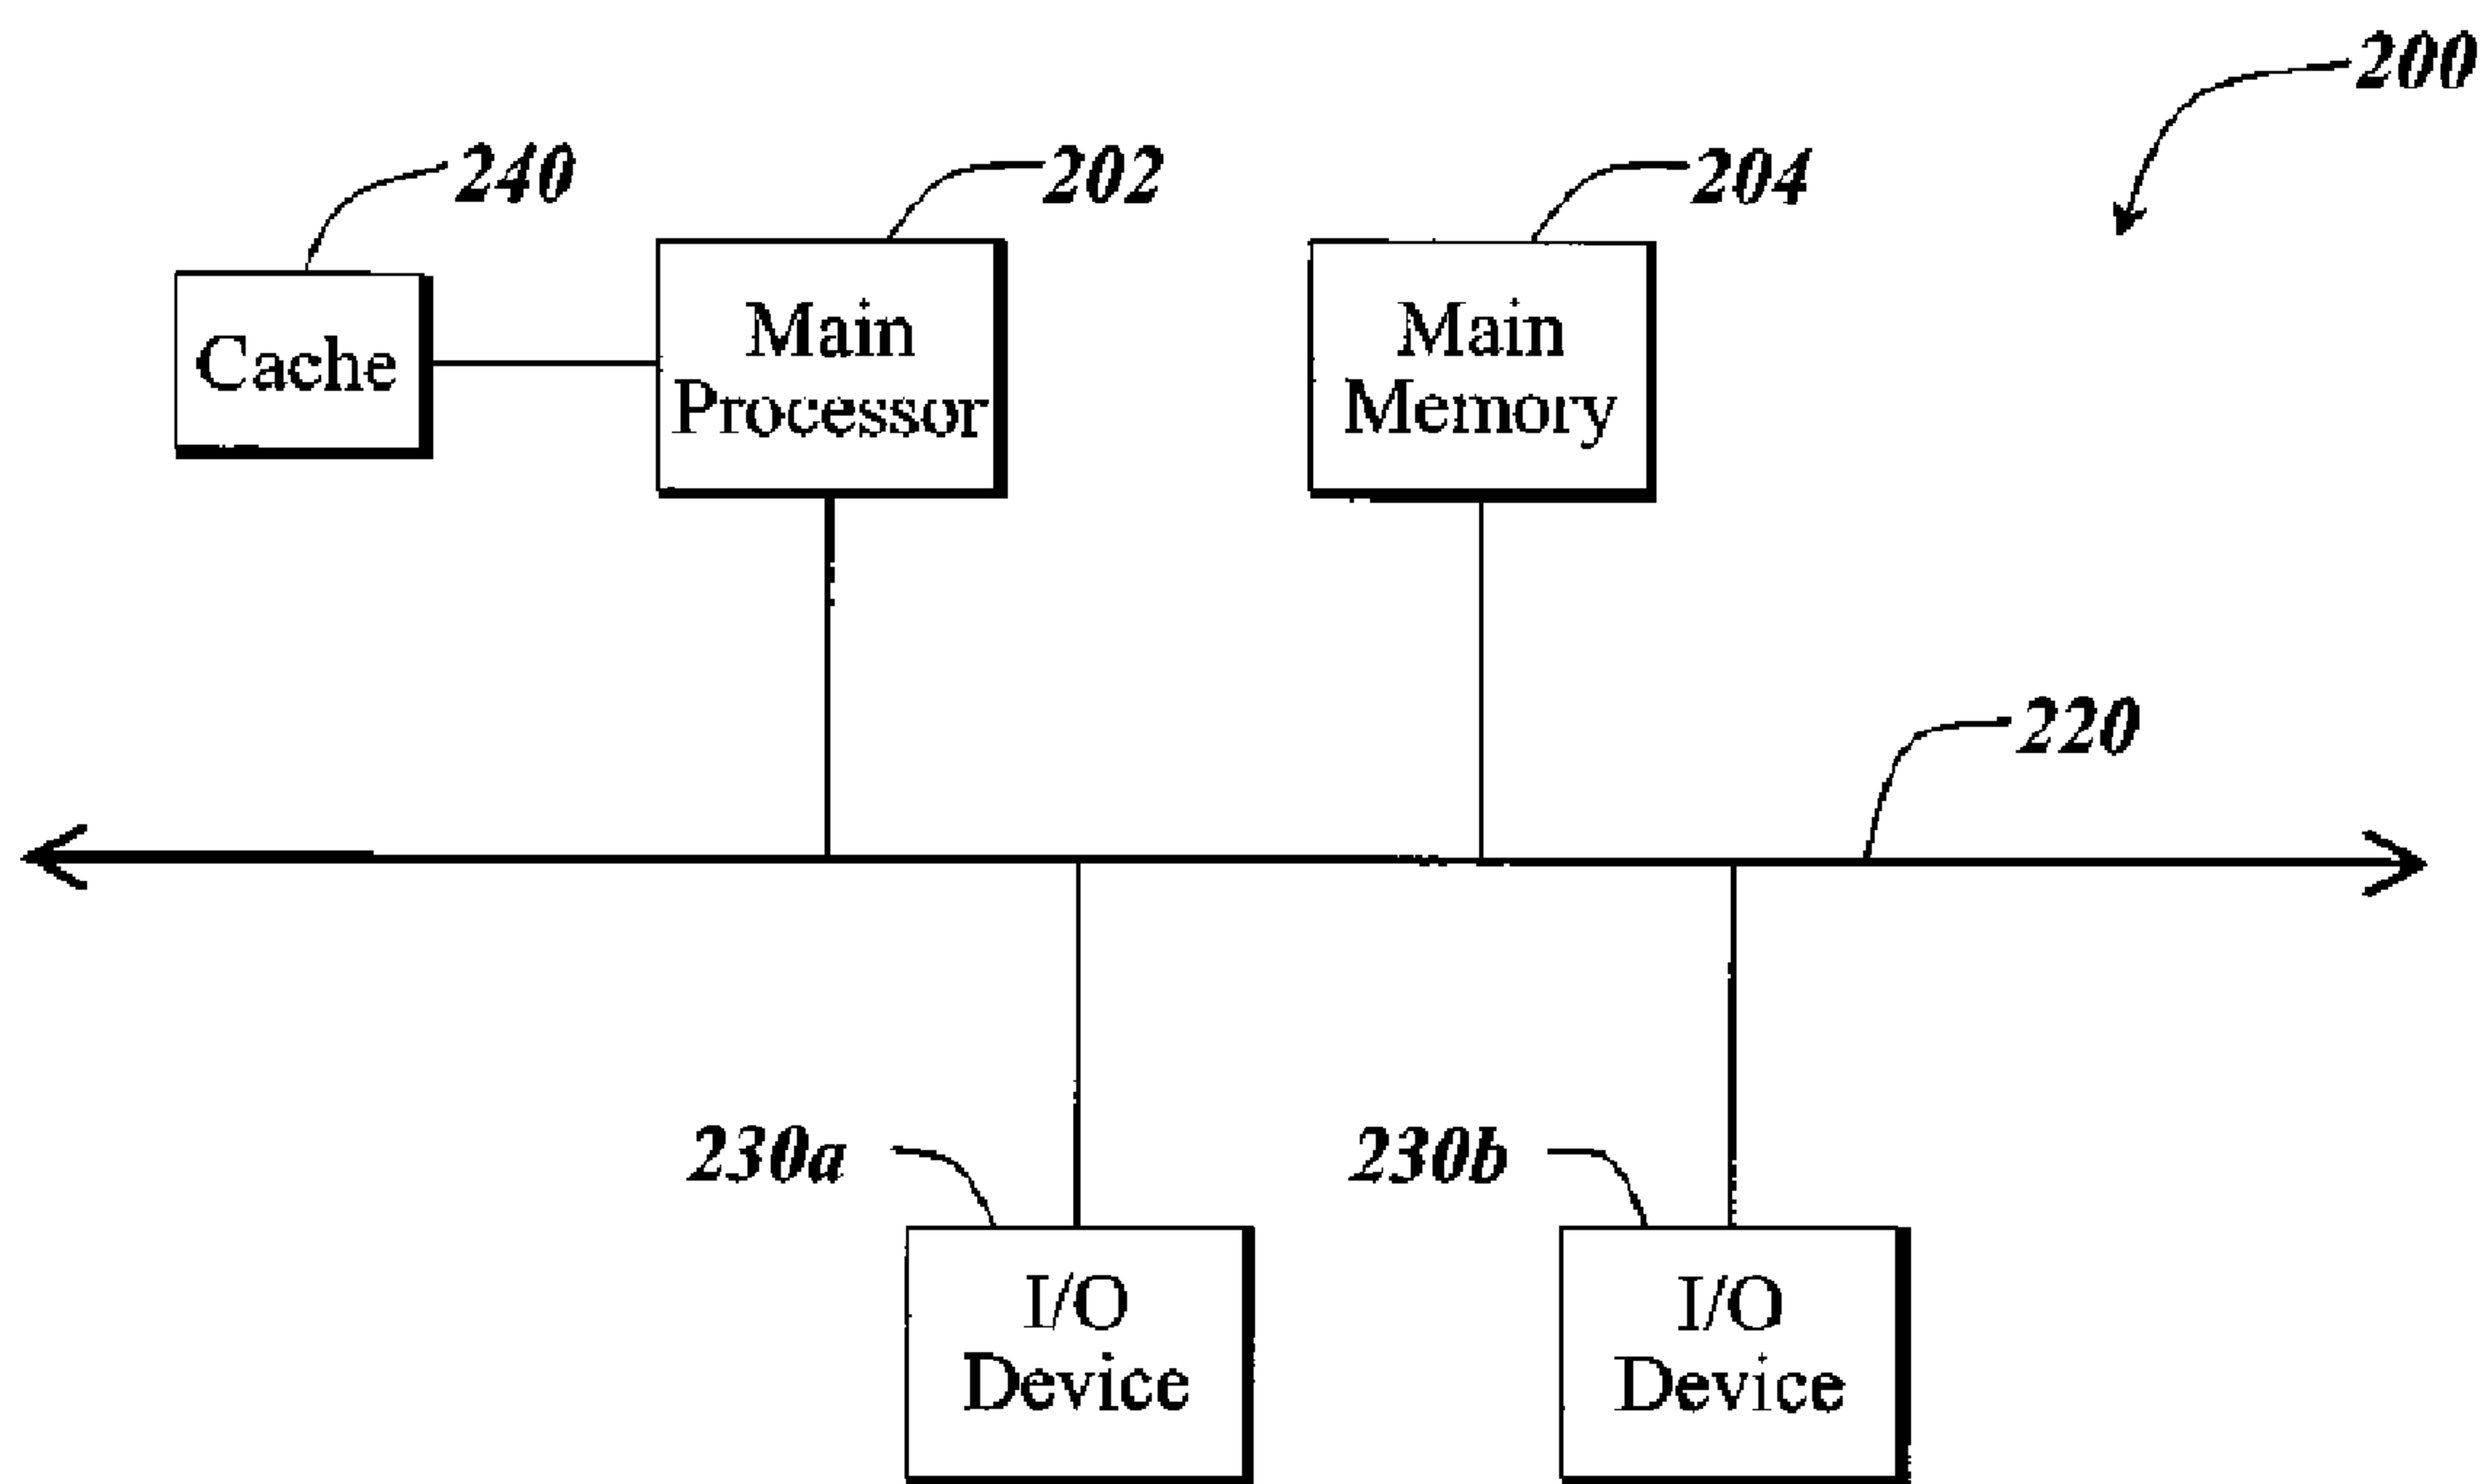 200
240
202
204
Cache
Main
Processor
Main
Memory
220
230a
230b
I/O
Device
I/O
Device